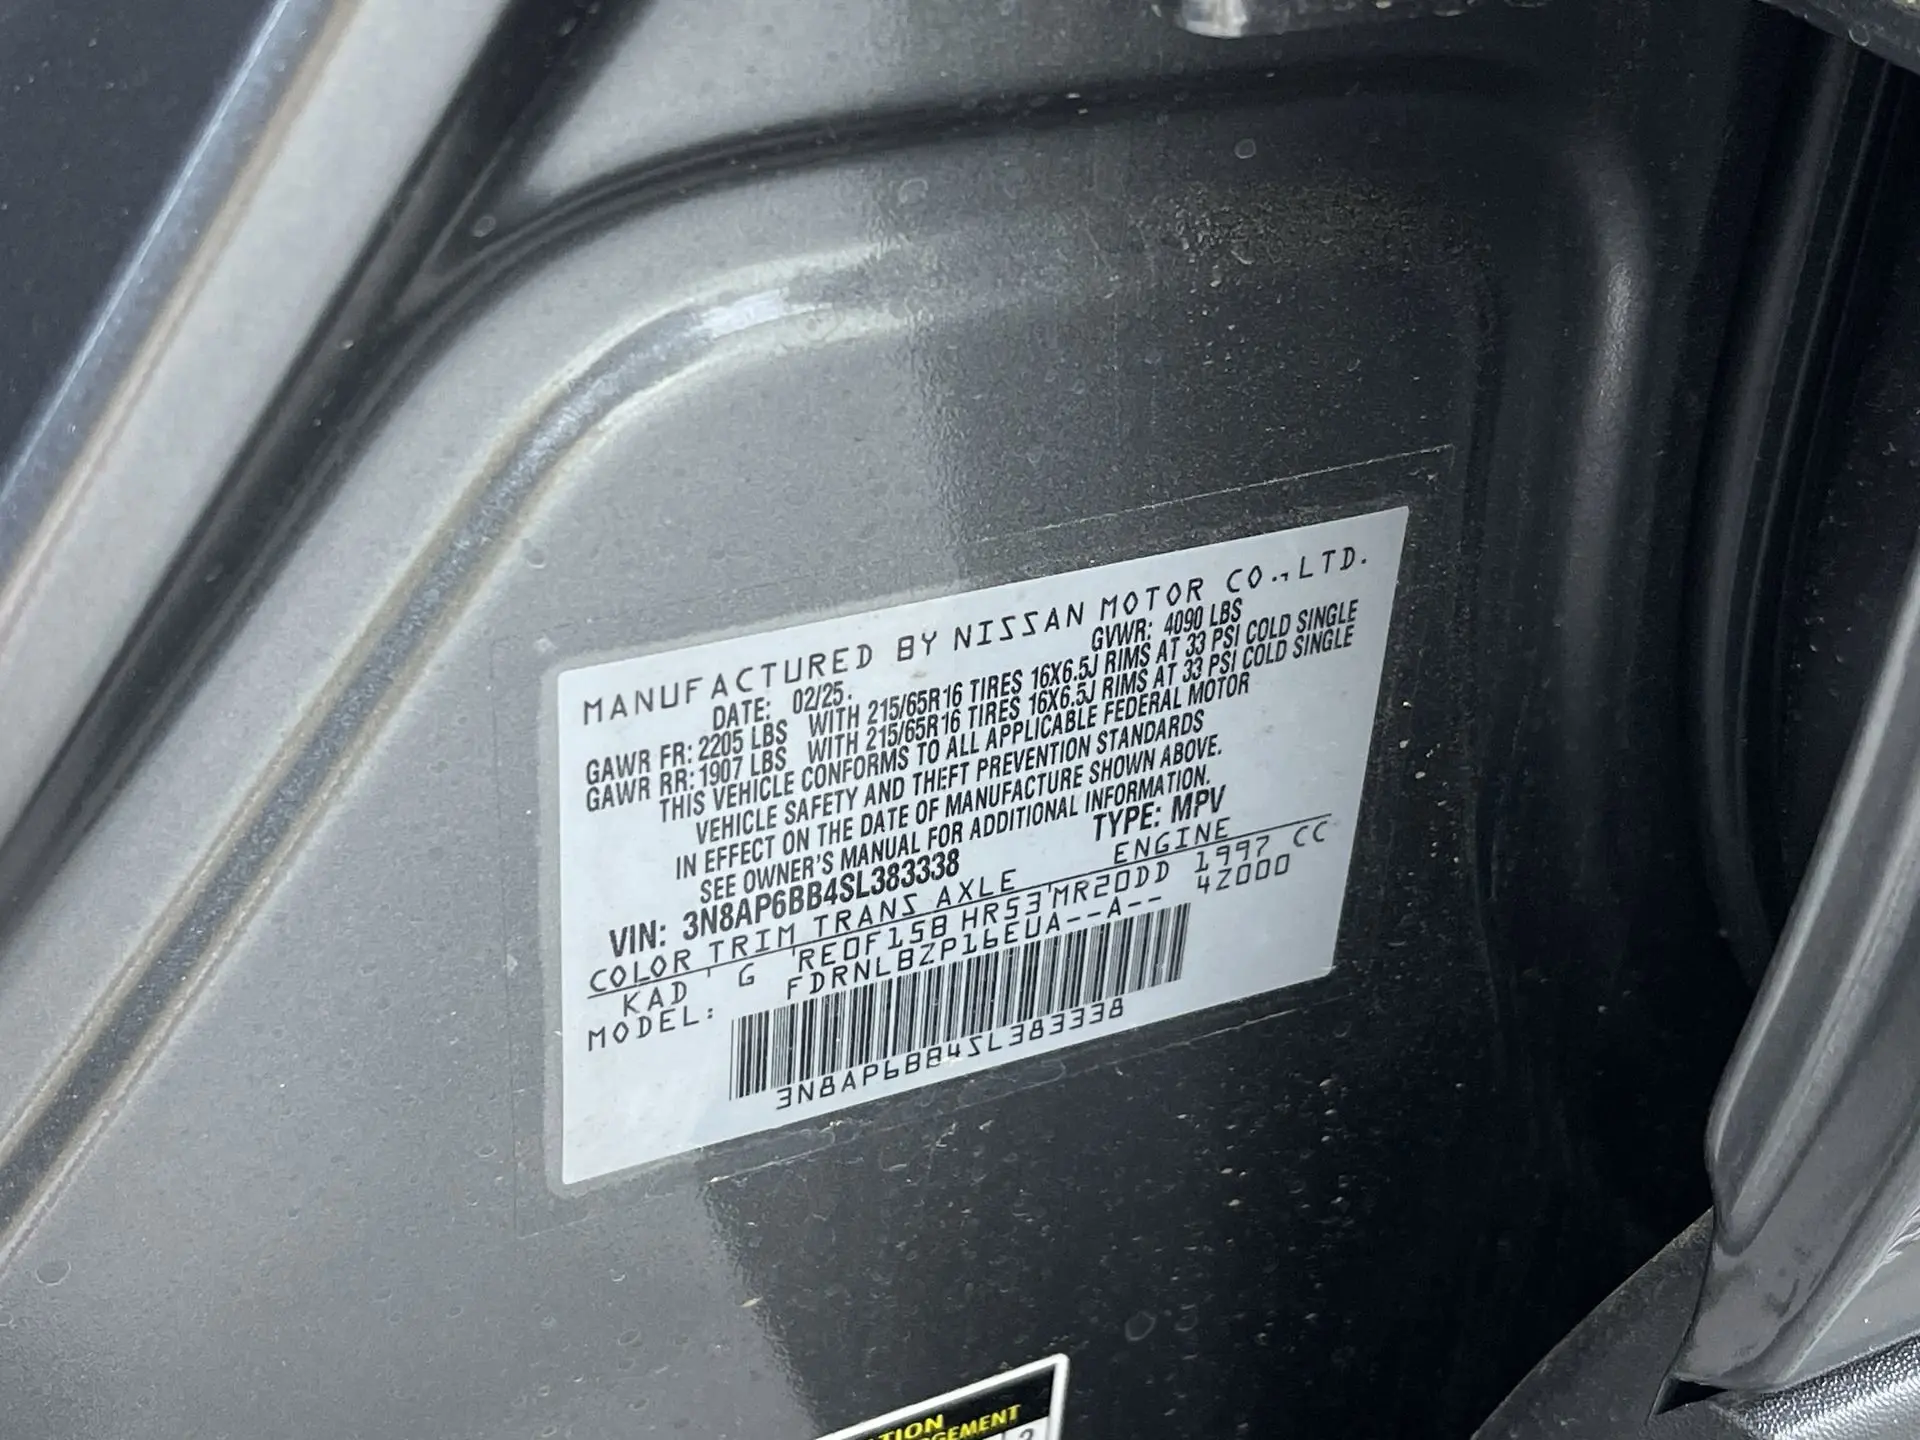 MANUFACTURED BY NISSAN MOTOR CO., LTD.
DATE: 02/25. GVWR: 4090 LBS
GAWR FR: 2205 LBS WITH 215/65R16 TIRES 16X6.5J RIMS AT 33 PSI COLD SINGLE
GAWR RR: 1907 LBS WITH 215/65R16 TIRES 16X6.5J RIMS AT 33 PSI COLD SINGLE
THIS VEHICLE CONFORMS TO ALL APPLICABLE FEDERAL MOTOR
VEHICLE SAFETY AND THEFT PREVENTION STANDARDS
IN EFFECT ON THE DATE OF MANUFACTURE SHOWN ABOVE.
SEE OWNER'S MANUAL FOR ADDITIONAL INFORMATION.
VIN: 3N8AP6BB4SL383338 TYPE: MPV
COLOR TRIM TRANS AXLE ENGINE
KAD G RE0F15B HR53 MR20DD 1997 CC
MODEL: FDRNLBZP16EUA--A-- 4Z000
3N8AP6BB4SL383338